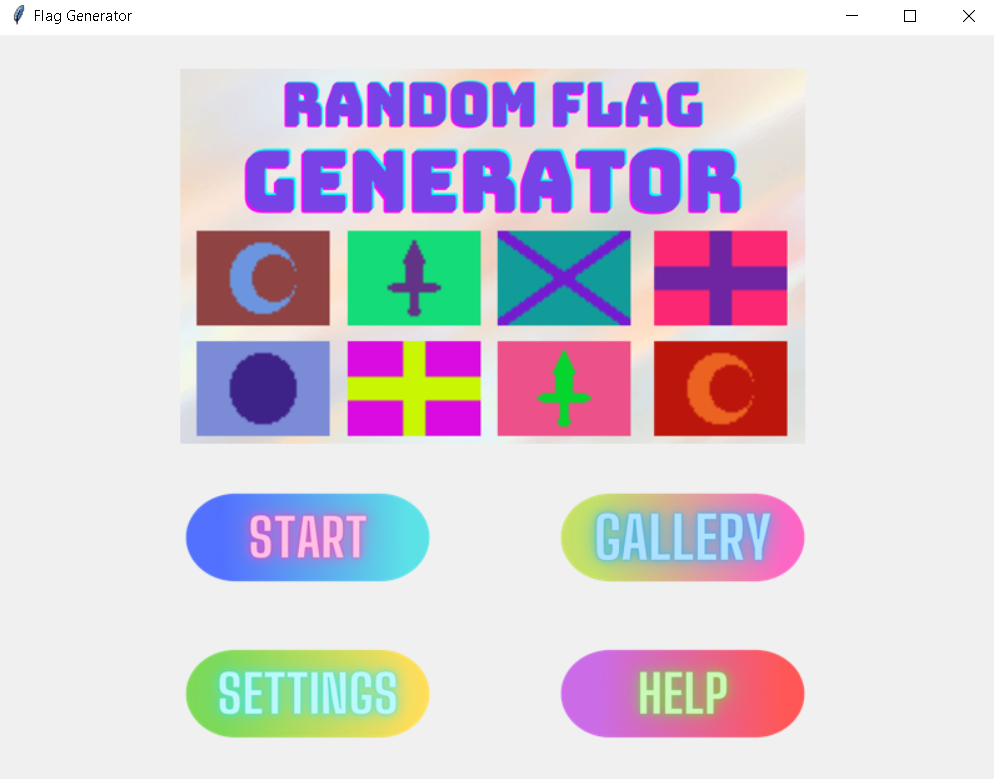 Flag Generator
RANDOM FLAG
GENERATOR
START
GALLERY
SETTINGS
HELP